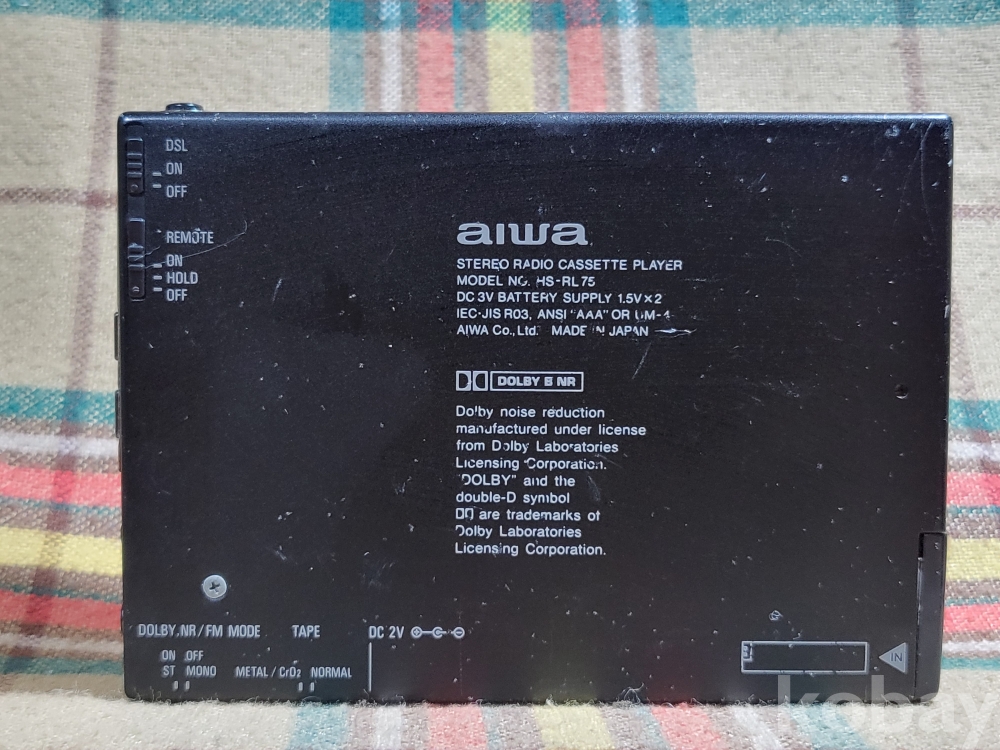 DSL
ON
OFF
REMOTE
ON
HOLD
OFF
aiwa
STEREO RADIO CASSETTE PLAYER
MODEL NO. HS-RL75
DC 3V BATTERY SUPPLY 1.5V×2
IEC·JIS R03, ANSI "AAA" OR UM-4
AIWA Co., Ltd. MADE IN JAPAN
DOLBY B NR
Dolby noise reduction
manufactured under license
from Dolby Laboratories
Licensing Corporation.
"DOLBY" and the
double-D symbol
are trademarks of
Dolby Laboratories
Licensing Corporation.
DOLBY NR/FM MODE TAPE DC 2V
ON OFF
ST MONO METAL/CrO₂ NORMAL
IN
kobay